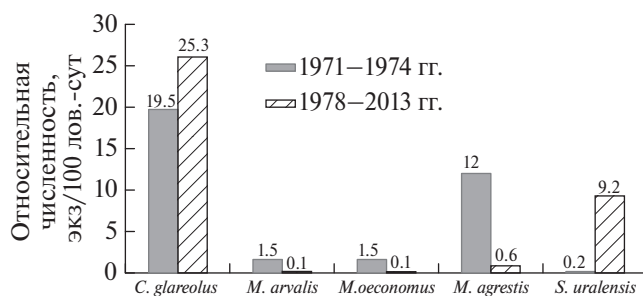 Относительная
численность,
экз/100 лов.-сут
30
25
20
15
10
5
0
1971–1974 гг.
1978–2013 гг.
19.5
25.3
1.5
0.1
1.5
0.1
12
0.6
0.2
9.2
C. glareolus
M. arvalis
M.oeconomus
M. agrestis
S. uralensis